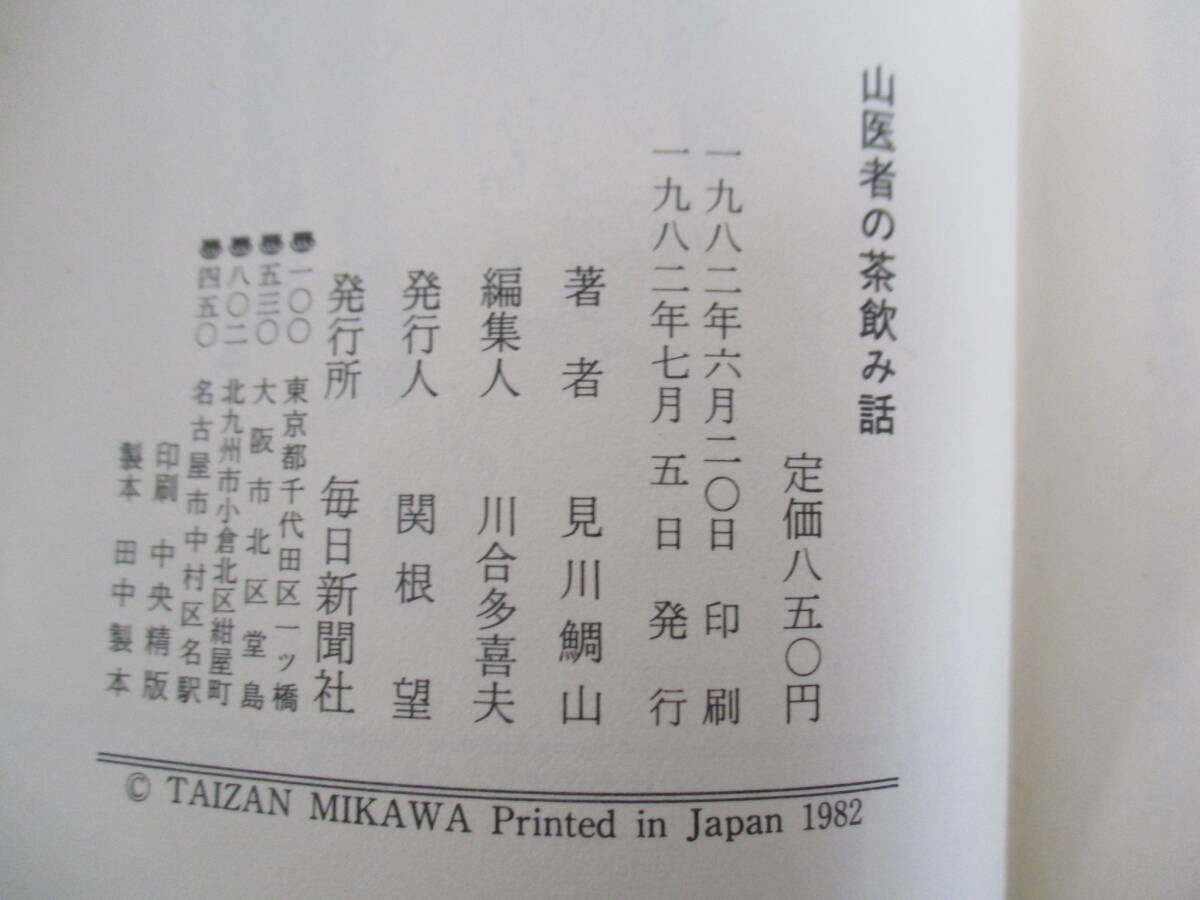 山医者の茶飲み話
定価八五〇円
一九八二年六月二〇日 印刷
一九八二年七月 五日 発行
著者 見川鯛山
編集人 川合多喜夫
発行人 関根 望
発行所 毎日新聞社
一〇〇 東京都千代田区一ッ橋
五三〇 大阪市北区堂島
八〇二 北九州市小倉北区紺屋町
四五〇 名古屋市中村区名駅
印刷 中央精版
製本 田中製本
© TAIZAN MIKAWA Printed in Japan 1982